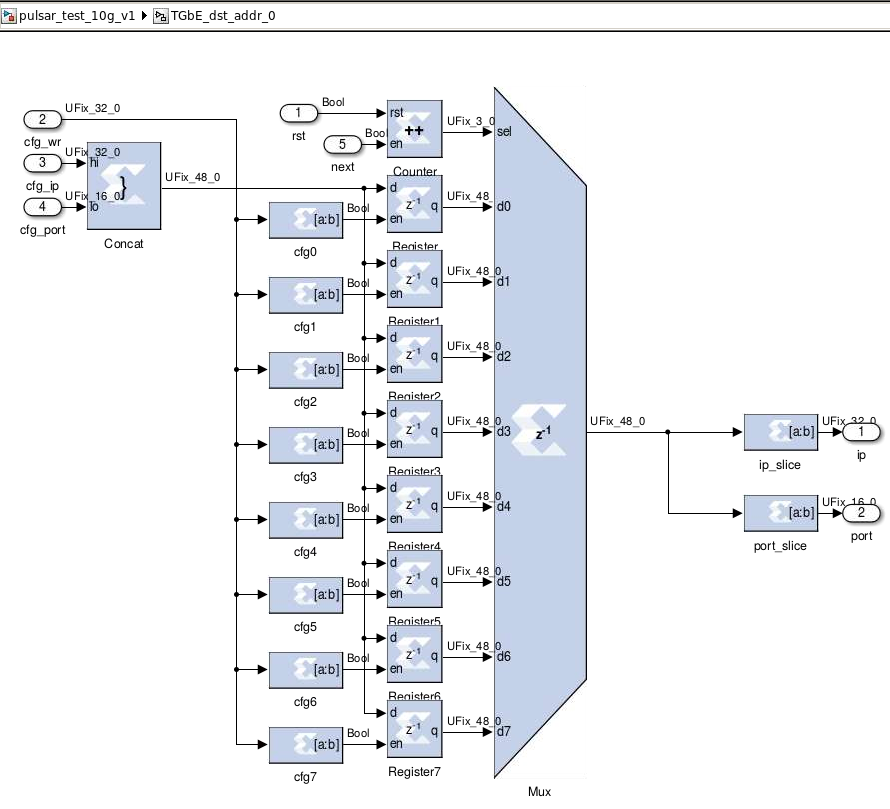 pulsar_test_10g_v1 TGbE_dst_addr_0
2 UFix_32_0
cfg_wr
3 UFix_32_0 hi
cfg_ip
4 UFix_16_0 lo
cfg_port
}
Concat
UFix_48_0
1 Bool rst
rst
5 Bool en
next
++
Counter
UFix_3_0 sel
[a:b] Bool
cfg0
d
en z-1 q
Register
UFix_48_0 d0
[a:b] Bool
cfg1
d
en z-1 q
Register1
UFix_48_0 d1
[a:b] Bool
cfg2
d
en z-1 q
Register2
UFix_48_0 d2
[a:b] Bool
cfg3
d
en z-1 q
Register3
UFix_48_0 d3
[a:b] Bool
cfg4
d
en z-1 q
Register4
UFix_48_0 d4
[a:b] Bool
cfg5
d
en z-1 q
Register5
UFix_48_0 d5
[a:b] Bool
cfg6
d
en z-1 q
Register6
UFix_48_0 d6
[a:b] Bool
cfg7
d
en z-1 q
Register7
UFix_48_0 d7
z-1
Mux
UFix_48_0
[a:b] UFix_32_0 1
ip_slice ip
[a:b] UFix_16_0 2
port_slice port